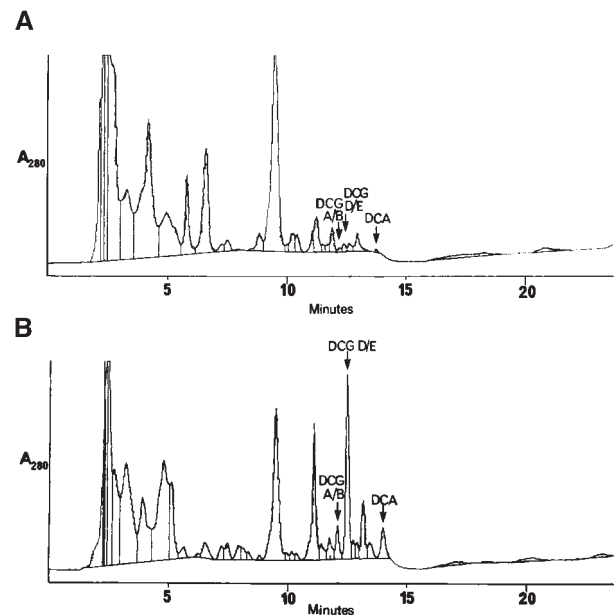 A
A280
DCG A/B
DCG D/E
DCA
5
10
15
20
Minutes
B
A280
DCG D/E
DCG A/B
DCA
5
10
15
20
Minutes